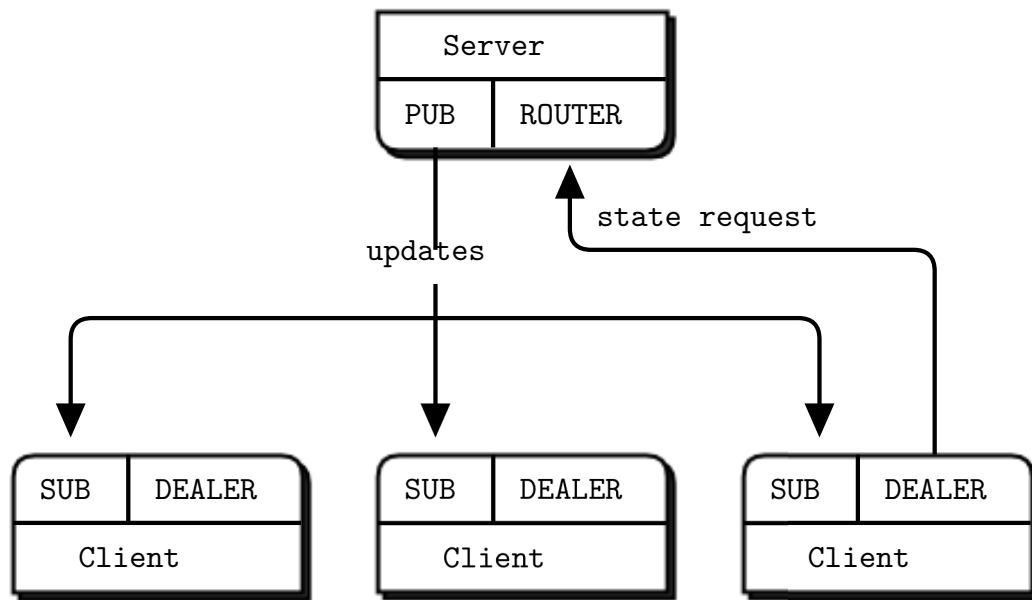 Server
PUB ROUTER
state request
updates
SUB DEALER SUB DEALER SUB DEALER
Client Client Client